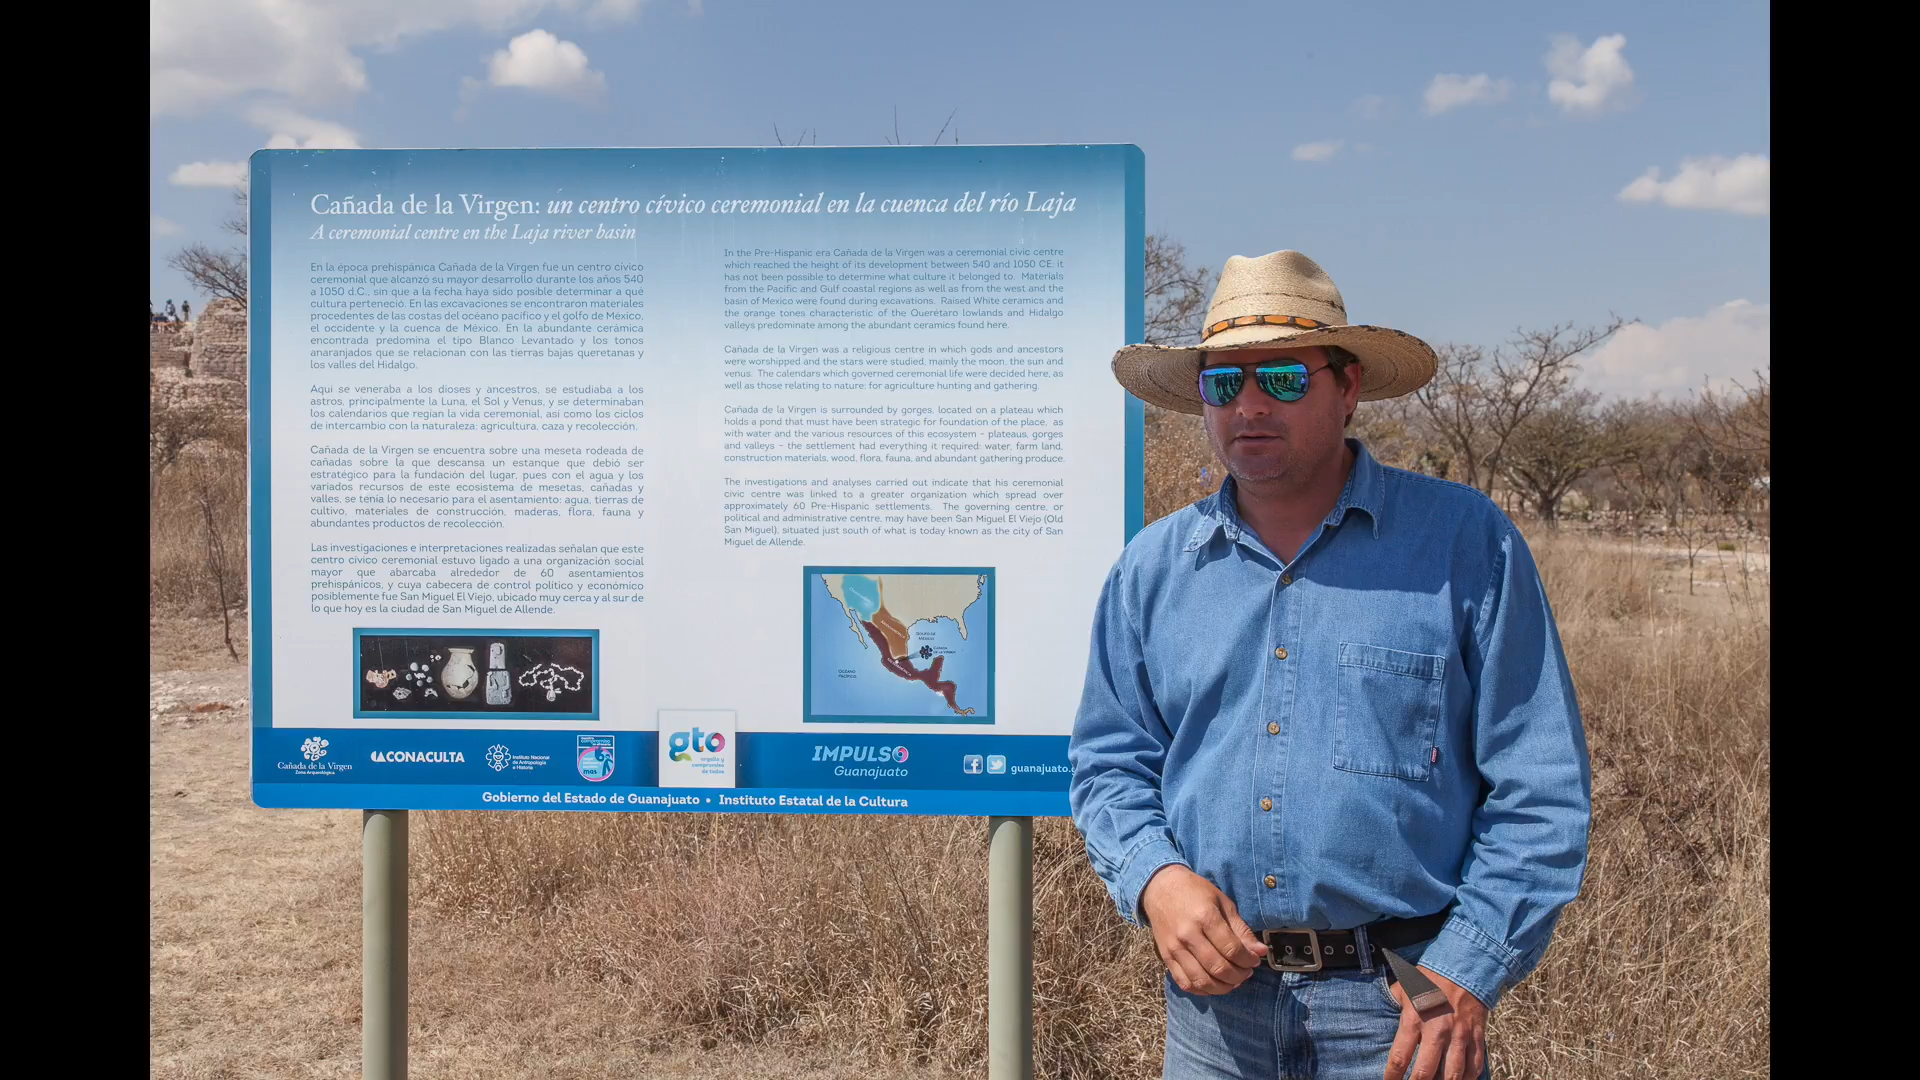 Cañada de la Virgen: un centro cívico ceremonial en la cuenca del río Laja
A ceremonial centre en the Laja river basin
En la época prehispánica Cañada de la Virgen fue un centro cívico
ceremonial que alcanzó su mayor desarrollo durante los años 540
a 1050 d.C., sin que a la fecha haya sido posible determinar a qué
cultura perteneció. En las excavaciones se encontraron materiales
procedentes de las costas del océano pacífico y el golfo de México,
el occidente y la cuenca de México. En la abundante cerámica
encontrada predomina el tipo Blanco Levantado y los tonos
anaranjados que se relacionan con las tierras bajas queretanas y
los valles del Hidalgo.
Aquí se veneraba a los dioses y ancestros, se estudiaba a los
astros, principalmente la Luna, el Sol y Venus, y se determinaban
los calendarios que regían la vida ceremonial, así como los ciclos
de intercambio con la naturaleza: agricultura, caza y recolección.
Cañada de la Virgen se encuentra sobre una meseta rodeada de
cañadas sobre la que descansa un estanque que debió ser
estratégico para la fundación del lugar, pues con el agua y los
variados recursos de este ecosistema de mesetas, cañadas y
valles, se tenía lo necesario para el asentamiento: agua, tierras de
cultivo, materiales de construcción, maderas, flora, fauna y
abundantes productos de recolección.
Las investigaciones e interpretaciones realizadas señalan que este
centro cívico ceremonial estuvo ligado a una organización social
mayor que abarcaba alrededor de 60 asentamientos
prehispánicos, y cuya cabecera de control político y económico
posiblemente fue San Miguel El Viejo, ubicado muy cerca y al sur de
lo que hoy es la ciudad de San Miguel de Allende.
In the Pre-Hispanic era Cañada de la Virgen was a ceremonial civic centre
which reached the height of its development between 540 and 1050 CE: it
has not been possible to determine what culture it belonged to. Materials
from the Pacific and Gulf coastal regions as well as from the west and the
basin of Mexico were found during excavations. Raised White ceramics and
the orange tones characteristic of the Querétaro lowlands and Hidalgo
valleys predominate among the abundant ceramics found here.
Cañada de la Virgen was a religious centre in which gods and ancestors
were worshipped and the stars were studied, mainly the moon, the sun and
venus. The calendars which governed ceremonial life were decided here, as
well as those relating to nature: for agriculture hunting and gathering.
Cañada de la Virgen is surrounded by gorges, located on a plateau which
holds a pond that must have been strategic for foundation of the place, as
with water and the various resources of this ecosystem – plateaus, gorges
and valleys – the settlement had everything it required: water, farm land,
construction materials, wood, flora, fauna, and abundant gathering produce.
The investigations and analyses carried out indicate that his ceremonial
civic centre was linked to a greater organization which spread over
approximately 60 Pre-Hispanic settlements. The governing centre, or
political and administrative centre, may have been San Miguel El Viejo (Old
San Miguel), situated just south of what is today known as the city of San
Miguel de Allende.
GOLFO DE
MÉXICO
CAÑADA
DE LA VIRGEN
OCÉANO
PACÍFICO
Cañada de la Virgen
Zona Arqueológica
CONACULTA
Instituto Nacional
de Antropología
e Historia
más
gto
orgullo y
compromiso
de todos
IMPULSO
Guanajuato
guanajuato.
Gobierno del Estado de Guanajuato • Instituto Estatal de la Cultura